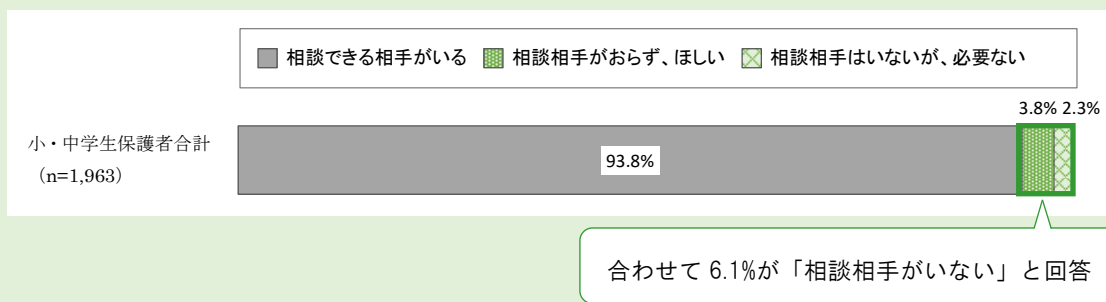 相談できる相手がいる 相談相手がおらず、ほしい 相談相手はいないが、必要ない
3.8% 2.3%
小・中学生保護者合計
（n=1,963）
93.8%
合わせて 6.1%が「相談相手がいない」と回答